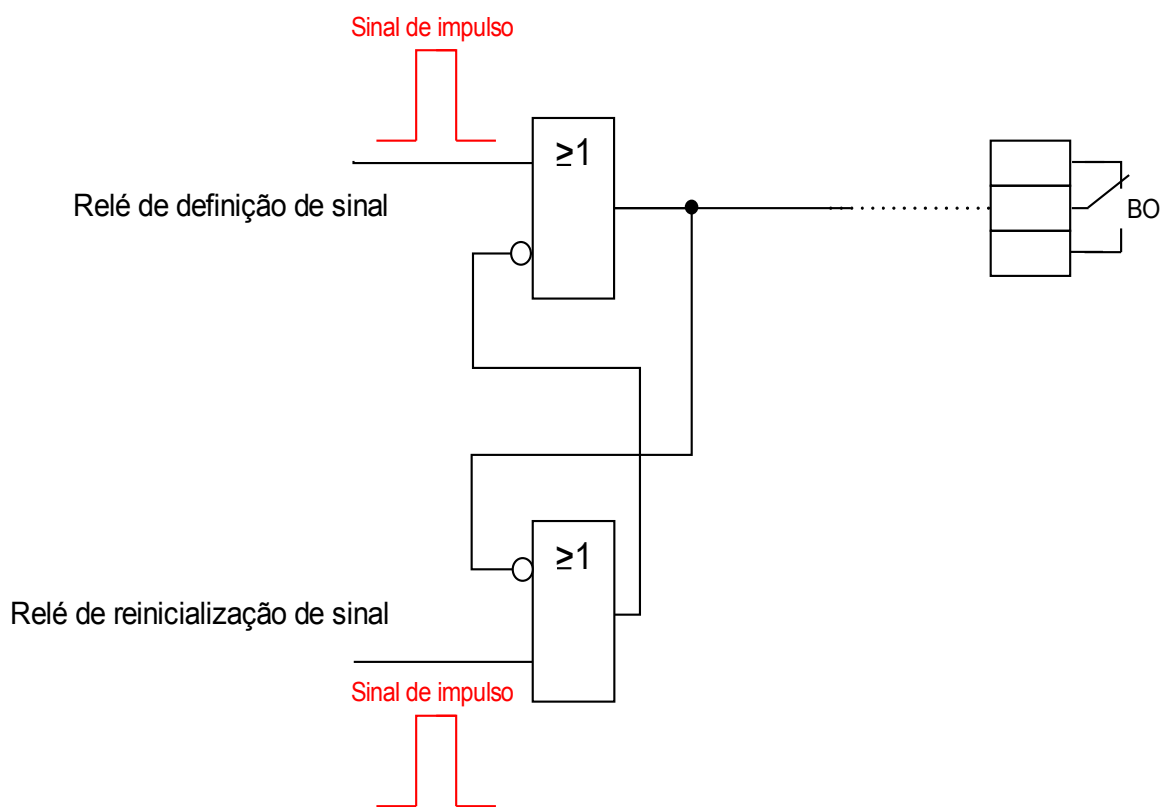 Sinal de impulso
≥1
Relé de definição de sinal
BO
≥1
Relé de reinicialização de sinal
Sinal de impulso